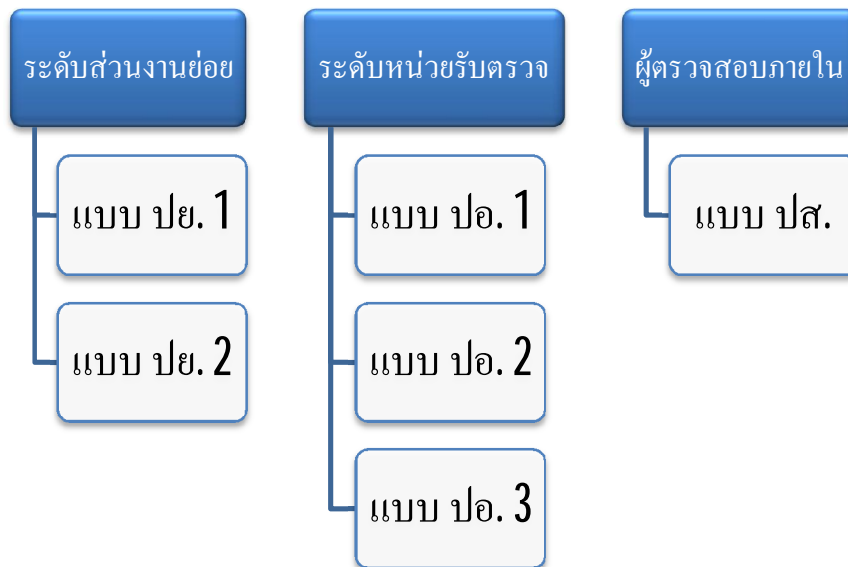 ระดับส่วนงานย่อย
แบบ ปย. 1
แบบ ปย. 2
ระดับหน่วยรับตรวจ
แบบ ปอ. 1
แบบ ปอ. 2
แบบ ปอ. 3
ผู้ตรวจสอบภายใน
แบบ ปส.